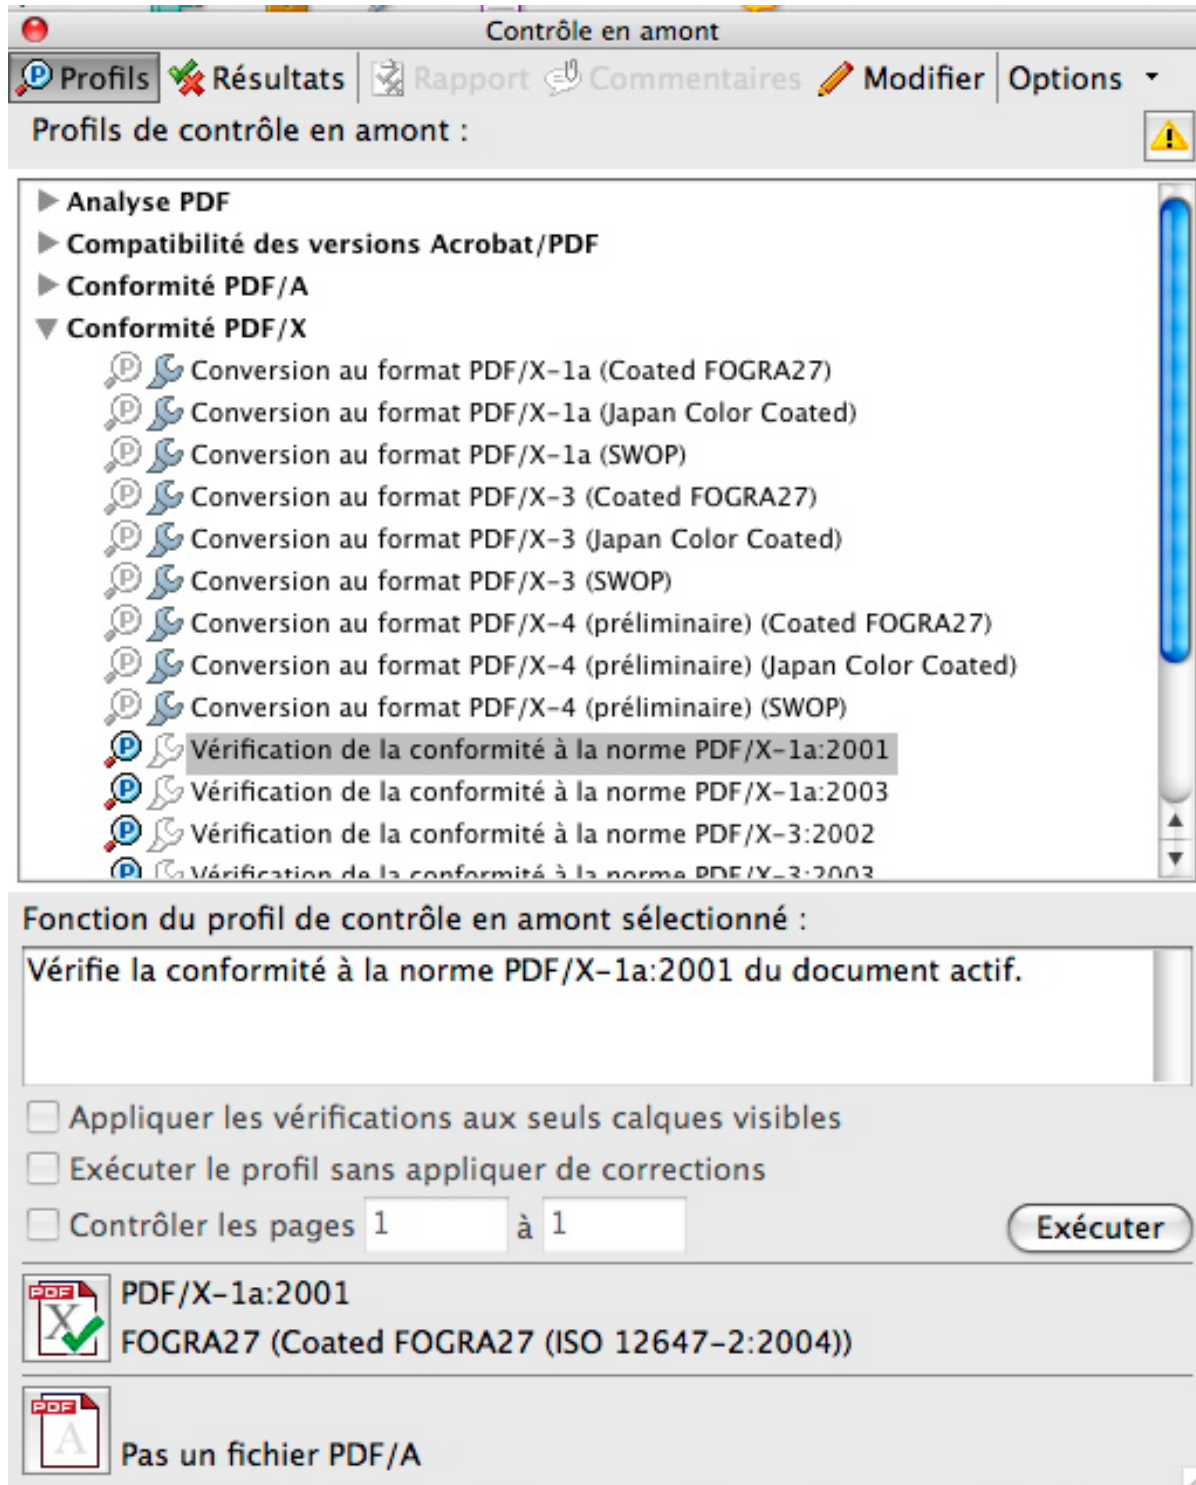 Contrôle en amont
Profils Résultats Rapport Commentaires Modifier Options
Profils de contrôle en amont :
Analyse PDF
Compatibilité des versions Acrobat/PDF
Conformité PDF/A
Conformité PDF/X
Conversion au format PDF/X-1a (Coated FOGRA27)
Conversion au format PDF/X-1a (Japan Color Coated)
Conversion au format PDF/X-1a (SWOP)
Conversion au format PDF/X-3 (Coated FOGRA27)
Conversion au format PDF/X-3 (Japan Color Coated)
Conversion au format PDF/X-3 (SWOP)
Conversion au format PDF/X-4 (préliminaire) (Coated FOGRA27)
Conversion au format PDF/X-4 (préliminaire) (Japan Color Coated)
Conversion au format PDF/X-4 (préliminaire) (SWOP)
Vérification de la conformité à la norme PDF/X-1a:2001
Vérification de la conformité à la norme PDF/X-1a:2003
Vérification de la conformité à la norme PDF/X-3:2002
Vérification de la conformité à la norme PDF/X-3:2003
Fonction du profil de contrôle en amont sélectionné :
Vérifie la conformité à la norme PDF/X-1a:2001 du document actif.
Appliquer les vérifications aux seuls calques visibles
Exécuter le profil sans appliquer de corrections
Contrôler les pages 1 à 1 Exécuter
PDF/X-1a:2001
FOGRA27 (Coated FOGRA27 (ISO 12647-2:2004))
Pas un fichier PDF/A